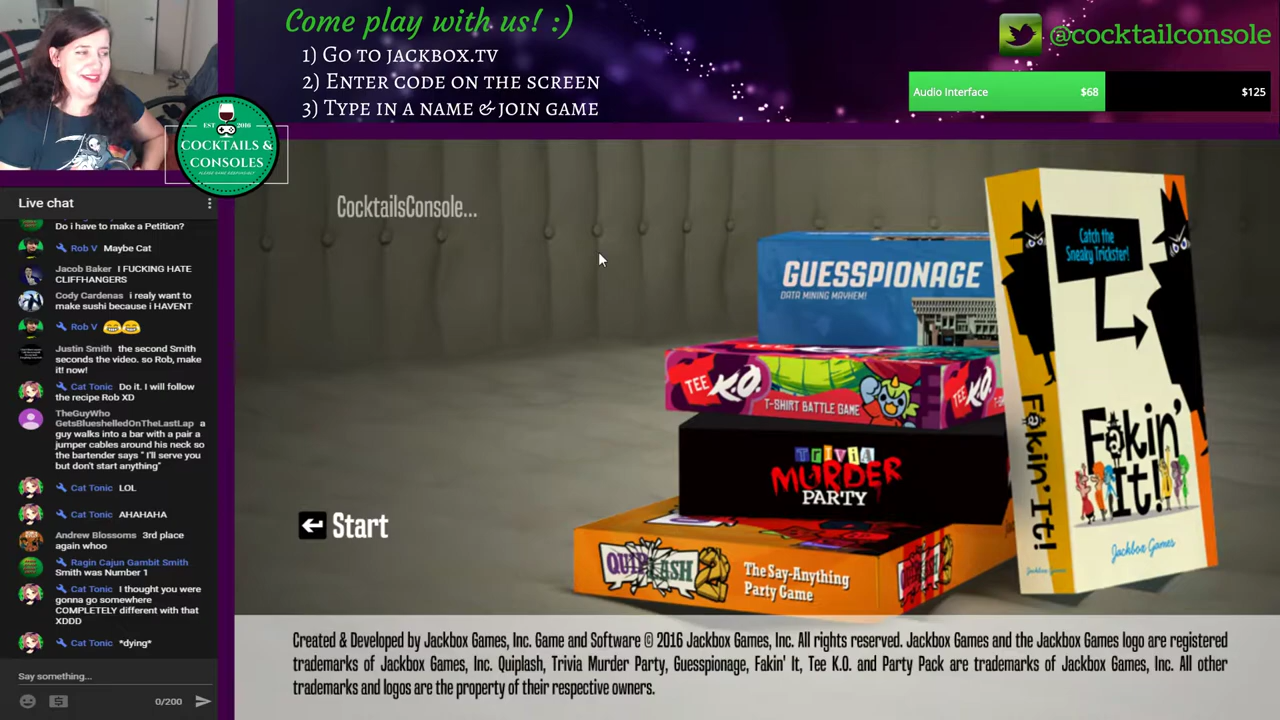 Come play with us! :)
1) Go to jackbox.tv
2) Enter code on the screen
3) Type in a name & join game
@cocktailconsole
Audio Interface $68 $125
EST 2010
COCKTAILS &
CONSOLES
Live chat
Do i have to make a Petition?
Rob V Maybe Cat
Jacob Baker I FUCKING HATE
CLIFFHANGERS
Cody Cardenas i realy want to
make sushi because i HAVENT
Rob V
Justin Smith the second Smith
seconds the video. so Rob, make
it! now!
Cat Tonic Do it. I will follow
the recipe Rob XD
TheGuyWho
GetsBlueshelledOnTheLastLap a
guy walks into a bar with a pair a
jumper cables around his neck so
the bartender says " I'll serve you
but don't start anything"
Cat Tonic LOL
Cat Tonic AHAHAHA
Andrew Blossoms 3rd place
again whoo
Ragin Cajun Gambit Smith
Smith was Number 1
Cat Tonic I thought you were
gonna go somewhere
COMPLETELY different with that
XDDD
Cat Tonic *dying*
Say something...
0/200
CocktailsConsole...
Start
GUESSPIONAGE
DATA MINING MAYHEM!
TEE K.O.
T-SHIRT BATTLE GAME
TEE K.O.
TRIVIA
MURDER
PARTY
QUIPLASH 2
The Say-Anything
Party Game
QUIPLASH 2
Catch the
Sneaky Trickster!
Fakin' It!
Fakin'
It!
Jackbox Games
Jackbox Games
Created & Developed by Jackbox Games, Inc. Game and Software © 2016 Jackbox Games, Inc. All rights reserved. Jackbox Games and the Jackbox Games logo are registered
trademarks of Jackbox Games, Inc. Quiplash, Trivia Murder Party, Guesspionage, Fakin' It, Tee K.O. and Party Pack are trademarks of Jackbox Games, Inc. All other
trademarks and logos are the property of their respective owners.